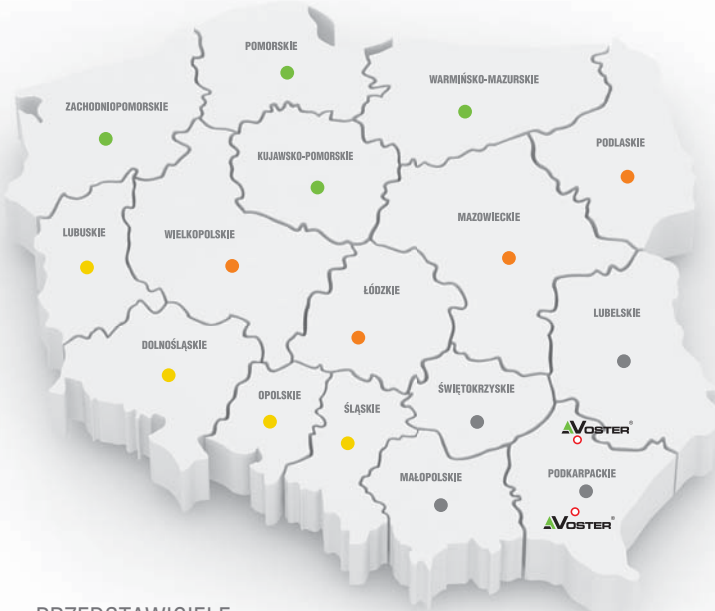 POMORSKIE
WARMIŃSKO-MAZURSKIE
ZACHODNIOPOMORSKIE
PODLASKIE
KUJAWSKO-POMORSKIE
MAZOWIECKIE
LUBUSKIE
WIELKOPOLSKIE
ŁÓDZKIE
LUBELSKIE
DOLNOŚLĄSKIE
OPOLSKIE
ŚWIĘTOKRZYSKIE
ŚLĄSKIE
VOSTER®
MAŁOPOLSKIE
PODKARPACKIE
VOSTER®
PRZEDSTAWICIELE